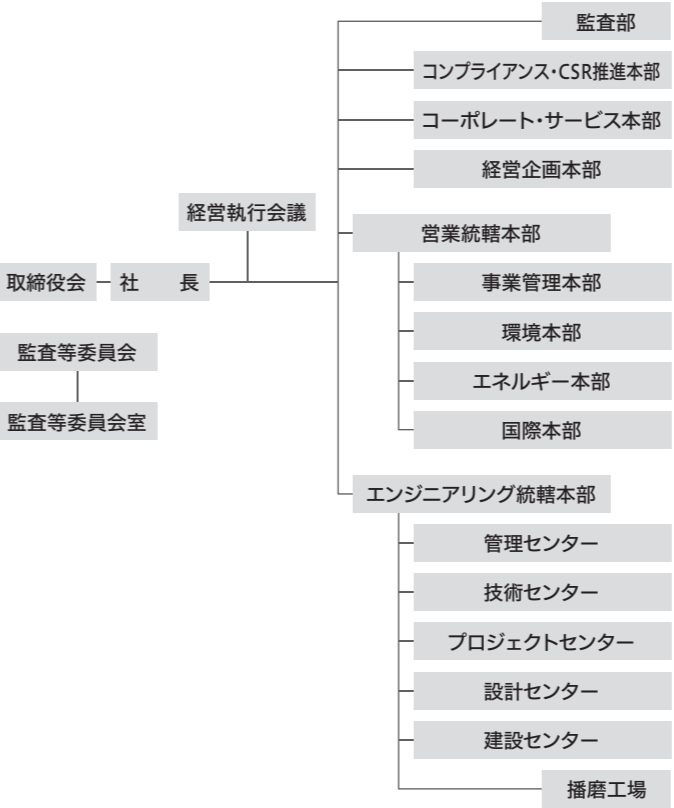 監査部
コンプライアンス・CSR推進本部
コーポレート・サービス本部
経営企画本部
経営執行会議
営業統轄本部
取締役会
社　　長
事業管理本部
環境本部
監査等委員会
エネルギー本部
監査等委員会室
国際本部
エンジニアリング統轄本部
管理センター
技術センター
プロジェクトセンター
設計センター
建設センター
播磨工場